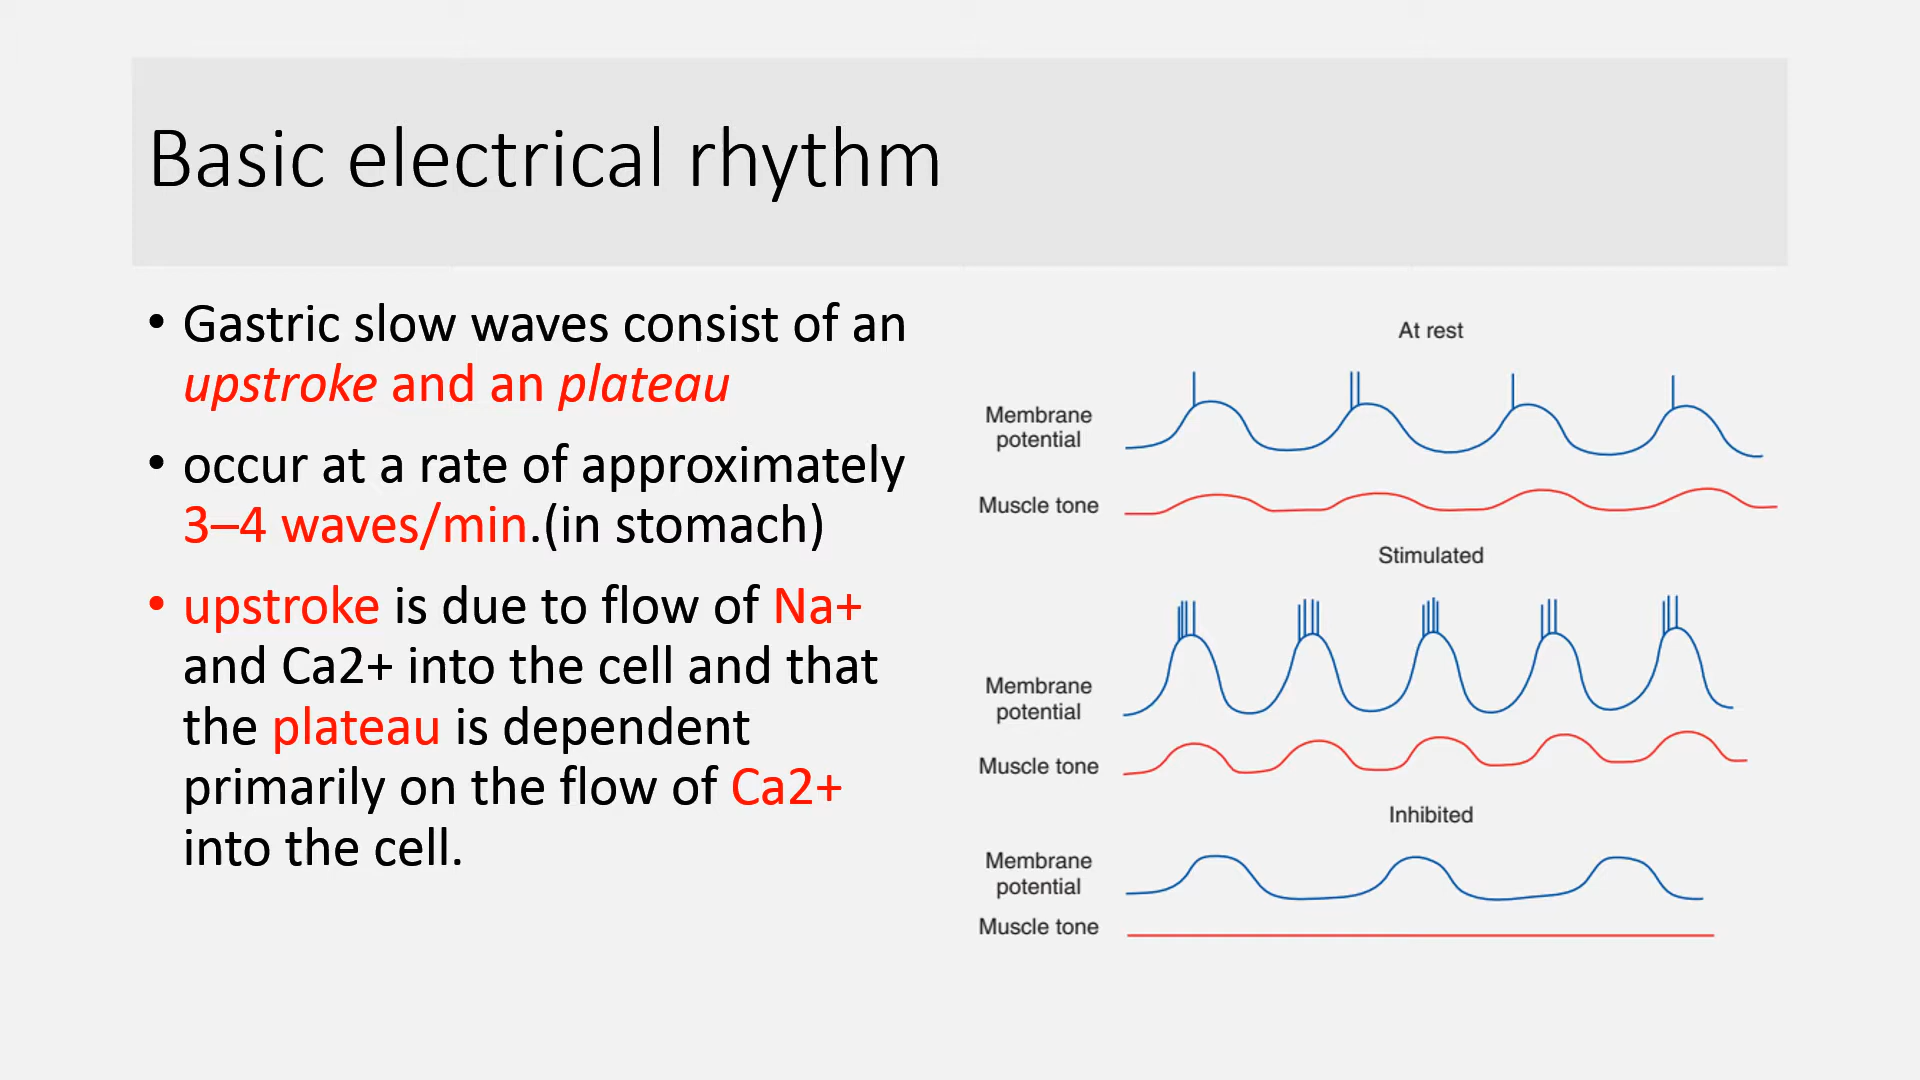 Basic electrical rhythm
• Gastric slow waves consist of an
upstroke and an plateau
• occur at a rate of approximately
3–4 waves/min.(in stomach)
• upstroke is due to flow of Na+
and Ca2+ into the cell and that
the plateau is dependent
primarily on the flow of Ca2+
into the cell.
At rest
Membrane
potential
Muscle tone
Stimulated
Membrane
potential
Muscle tone
Inhibited
Membrane
potential
Muscle tone